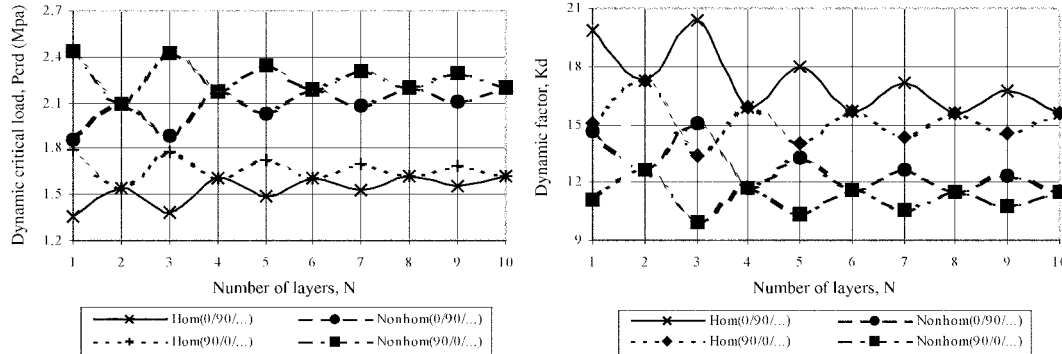 Dynamic critical load, Perd (Mpa)
2.7
2.4
2.1
1.8
1.5
1.2
1 2 3 4 5 6 7 8 9 10
Number of layers, N
Hom(0/90/...) Nonhom(0/90/...)
Hom(90/0/...) Nonhom(90/0/...)
Dynamic factor, Kd
21
18
15
12
9
1 2 3 4 5 6 7 8 9 10
Number of layers, N
Hom(0/90/...) Nonhom(0/90/...)
Hom(90/0/...) Nonhom(90/0/...)